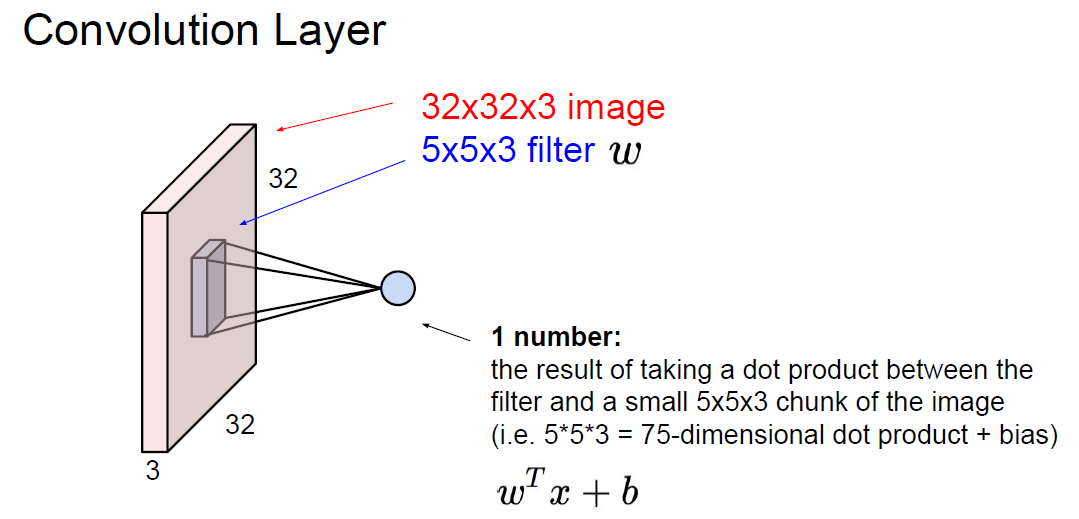 Convolution Layer
32x32x3 image
5x5x3 filter w
32
32
3
1 number:
the result of taking a dot product between the
filter and a small 5x5x3 chunk of the image
(i.e. 5*5*3 = 75-dimensional dot product + bias)
w^T x + b